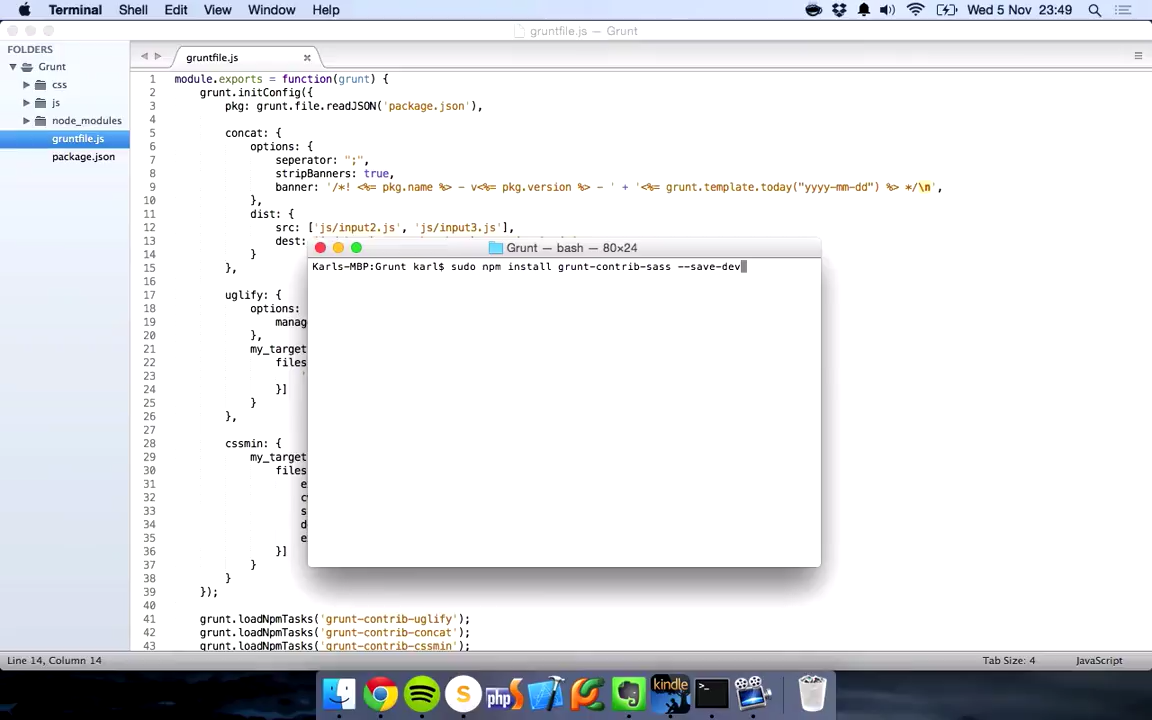 Terminal Shell Edit View Window Help Wed 5 Nov 23:49
gruntfile.js — Grunt
FOLDERS
Grunt
css
js
node_modules
gruntfile.js
package.json
gruntfile.js
1 module.exports = function(grunt) {
2 grunt.initConfig({
3 pkg: grunt.file.readJSON('package.json'),
4
5 concat: {
6 options: {
7 seperator: ";",
8 stripBanners: true,
9 banner: '/*! <%= pkg.name %> - v<%= pkg.version %> - ' + '<%= grunt.template.today("yyyy-mm-dd") %> */\n',
10 },
11 dist: {
12 src: ['js/input2.js', 'js/input3.js'],
13 dest:
14 }
15 },
16
17 uglify: {
18 options:
19 manag
20 },
21 my_target
22 files
23 '
24 }]
25 }
26 },
27
28 cssmin: {
29 my_target
30 files
31 e
32 c
33 s
34 d
35 e
36 }]
37 }
38 }
39 });
40
41 grunt.loadNpmTasks('grunt-contrib-uglify');
42 grunt.loadNpmTasks('grunt-contrib-concat');
43 grunt.loadNpmTasks('grunt-contrib-cssmin');
Grunt — bash — 80×24
Karls-MBP:Grunt karl$ sudo npm install grunt-contrib-sass --save-dev
Line 14, Column 14 Tab Size: 4 JavaScript
S php kindle >_